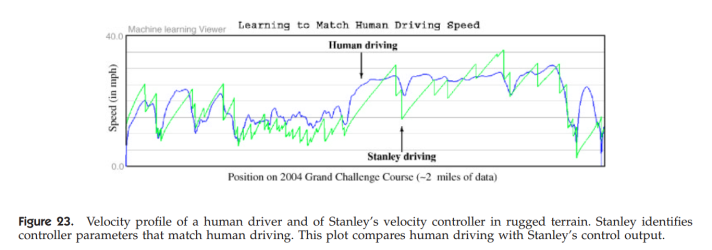 Machine learning Viewer
Learning to Match Human Driving Speed
40.0
Human driving
Speed (in mph)
Stanley driving
0.0
Position on 2004 Grand Challenge Course (~2 miles of data)
Figure 23. Velocity profile of a human driver and of Stanley's velocity controller in rugged terrain. Stanley identifies
controller parameters that match human driving. This plot compares human driving with Stanley's control output.